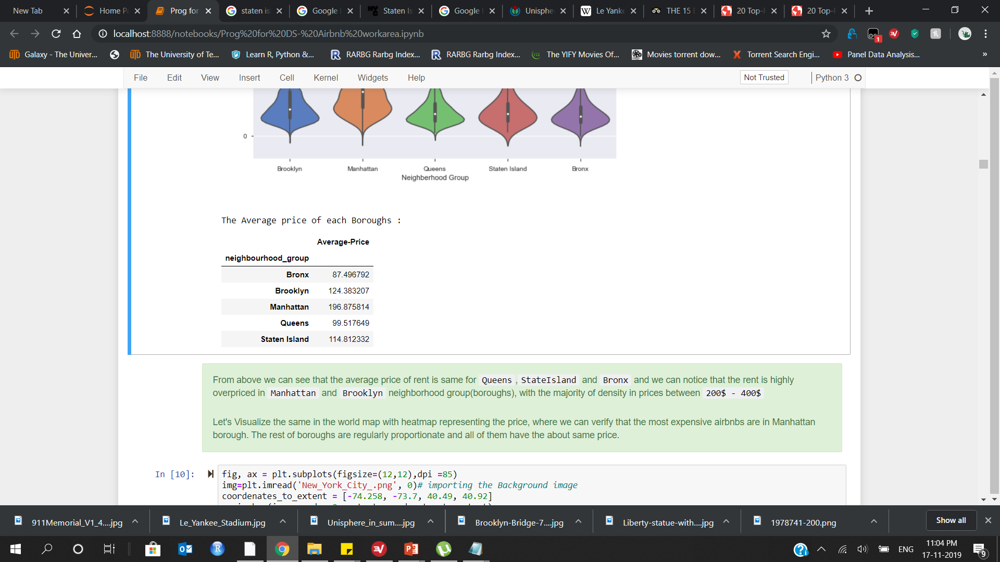 New Tab
Home Pa
Prog for
staten is
Google
Staten Is
Google
Unisphe
Le Yanke
THE 15
20 Top-
20 Top-
localhost:8888/notebooks/Prog%20for%20DS-%20Airbnb%20workarea.ipynb
Galaxy - The Univer...
The University of Te...
Learn R, Python &...
RARBG Rarbg Index...
RARBG Rarbg Index...
The YIFY Movies Of...
Movies torrent dow...
Torrent Search Engi...
Panel Data Analysis...
»
File Edit View Insert Cell Kernel Widgets Help
Not Trusted
Python 3
0
Brooklyn Manhattan Queens Staten Island Bronx
Neighberhood Group
The Average price of each Boroughs :
Average-Price
neighbourhood_group
Bronx 87.496792
Brooklyn 124.383207
Manhattan 196.875814
Queens 99.517649
Staten Island 114.812332
From above we can see that the average price of rent is same for Queens , StateIsland and Bronx and we can notice that the rent is highly
overpriced in Manhattan and Brooklyn neighborhood group(boroughs), with the majority of density in prices between 200$ - 400$
Let's Visualize the same in the world map with heatmap representing the price, where we can verify that the most expensive airbnbs are in Manhattan
borough. The rest of boroughs are regularly proportionate and all of them have the about same price.
In [10]:
fig, ax = plt.subplots(figsize=(12,12),dpi =85)
img=plt.imread('New_York_City_.png', 0)# importing the Background image
coordenates_to_extent = [-74.258, -73.7, 40.49, 40.92]
911Memorial_V1_4....jpg
Le_Yankee_Stadium.jpg
Unisphere_in_sum....jpg
Brooklyn-Bridge-7....jpg
Liberty-statue-with....jpg
1978741-200.png
Show all
ENG
11:04 PM
17-11-2019
9